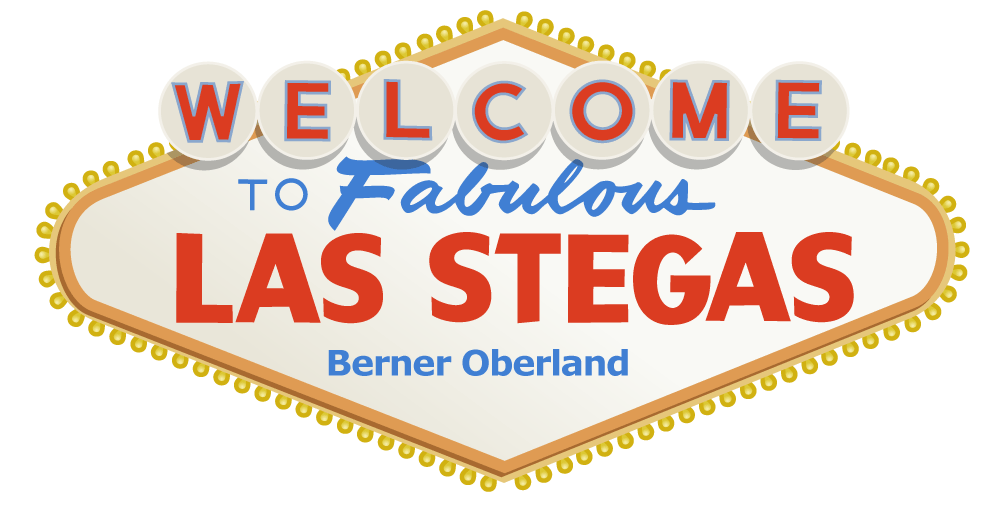 WELCOME
TO Fabulous
LAS STEGAS
Berner Oberland